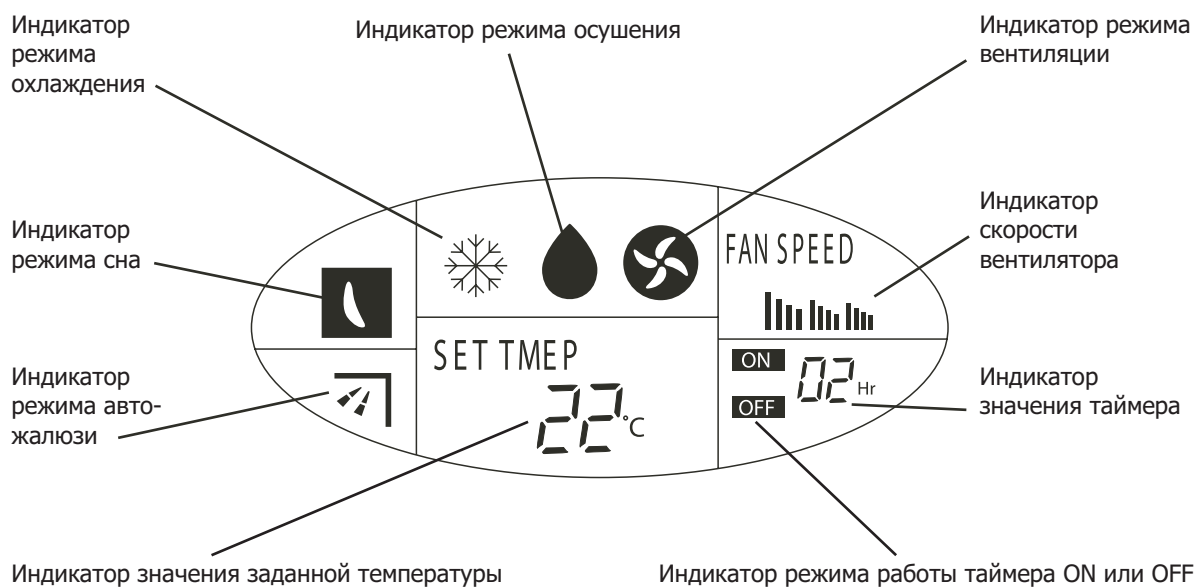 Индикатор
режима
охлаждения
Индикатор режима осушения
Индикатор режима
вентиляции
Индикатор
режима сна
Индикатор
скорости
вентилятора
FAN SPEED
SET TMEP
22°C
ON
OFF
02 Hr
Индикатор
режима авто-
жалюзи
Индикатор
значения таймера
Индикатор значения заданной температуры
Индикатор режима работы таймера ON или OFF